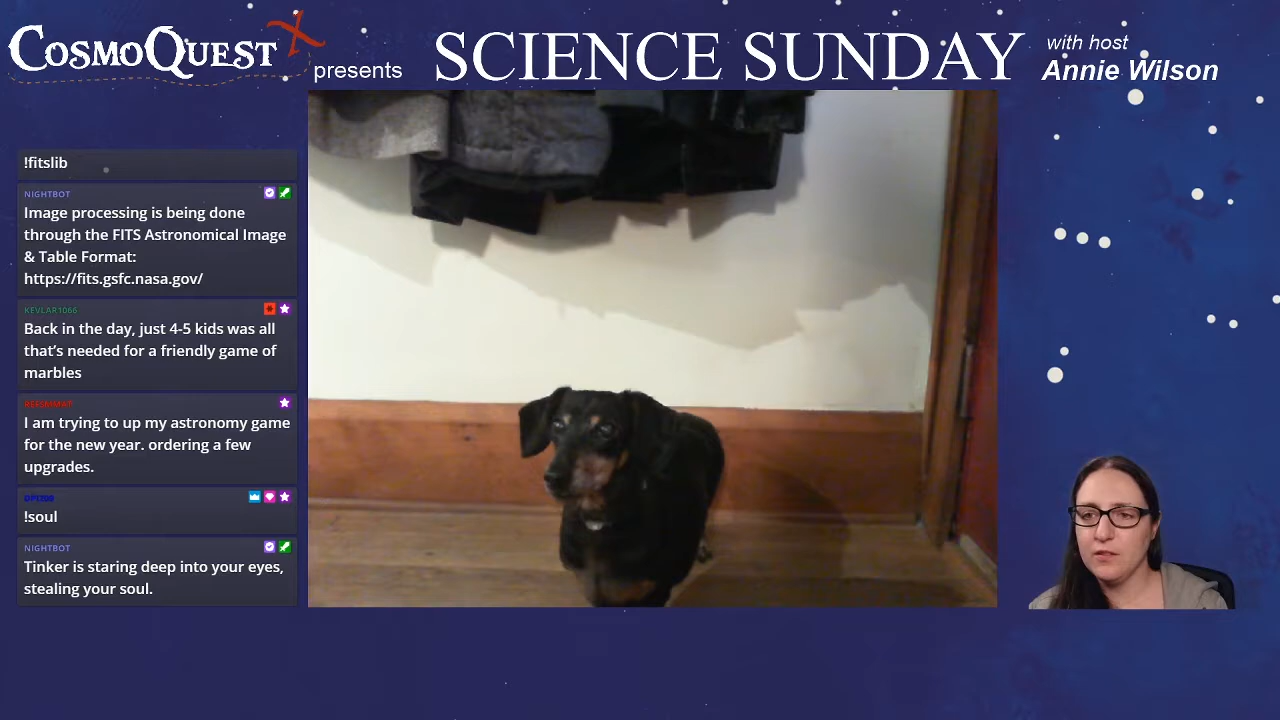 CosmoQuest X
presents
SCIENCE SUNDAY
with host
Annie Wilson
!fitslib
NIGHTBOT
Image processing is being done
through the FITS Astronomical Image
& Table Format:
https://fits.gsfc.nasa.gov/
KEVLAR1066
Back in the day, just 4-5 kids was all
that’s needed for a friendly game of
marbles
I am trying to up my astronomy game
for the new year. ordering a few
upgrades.
!soul
NIGHTBOT
Tinker is staring deep into your eyes,
stealing your soul.